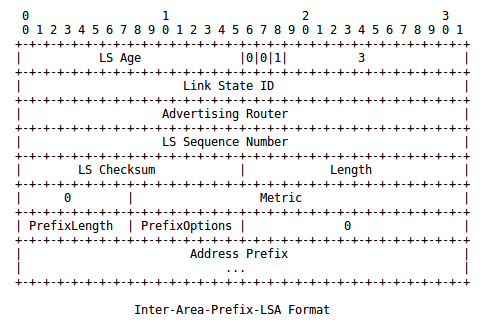 0                   1                   2                   3
 0 1 2 3 4 5 6 7 8 9 0 1 2 3 4 5 6 7 8 9 0 1 2 3 4 5 6 7 8 9 0 1
+-+-+-+-+-+-+-+-+-+-+-+-+-+-+-+-+-+-+-+-+-+-+-+-+-+-+-+-+-+-+-+-+
|           LS Age              |0|0|1|          3              |
+-+-+-+-+-+-+-+-+-+-+-+-+-+-+-+-+-+-+-+-+-+-+-+-+-+-+-+-+-+-+-+-+
|                       Link State ID                           |
+-+-+-+-+-+-+-+-+-+-+-+-+-+-+-+-+-+-+-+-+-+-+-+-+-+-+-+-+-+-+-+-+
|                    Advertising Router                         |
+-+-+-+-+-+-+-+-+-+-+-+-+-+-+-+-+-+-+-+-+-+-+-+-+-+-+-+-+-+-+-+-+
|                    LS Sequence Number                         |
+-+-+-+-+-+-+-+-+-+-+-+-+-+-+-+-+-+-+-+-+-+-+-+-+-+-+-+-+-+-+-+-+
|        LS Checksum            |            Length             |
+-+-+-+-+-+-+-+-+-+-+-+-+-+-+-+-+-+-+-+-+-+-+-+-+-+-+-+-+-+-+-+-+
|      0        |                  Metric                       |
+-+-+-+-+-+-+-+-+-+-+-+-+-+-+-+-+-+-+-+-+-+-+-+-+-+-+-+-+-+-+-+-+
| PrefixLength  | PrefixOptions |              0                |
+-+-+-+-+-+-+-+-+-+-+-+-+-+-+-+-+-+-+-+-+-+-+-+-+-+-+-+-+-+-+-+-+
|                        Address Prefix                         |
|                             ...                               |
+-+-+-+-+-+-+-+-+-+-+-+-+-+-+-+-+-+-+-+-+-+-+-+-+-+-+-+-+-+-+-+-+
Inter-Area-Prefix-LSA Format